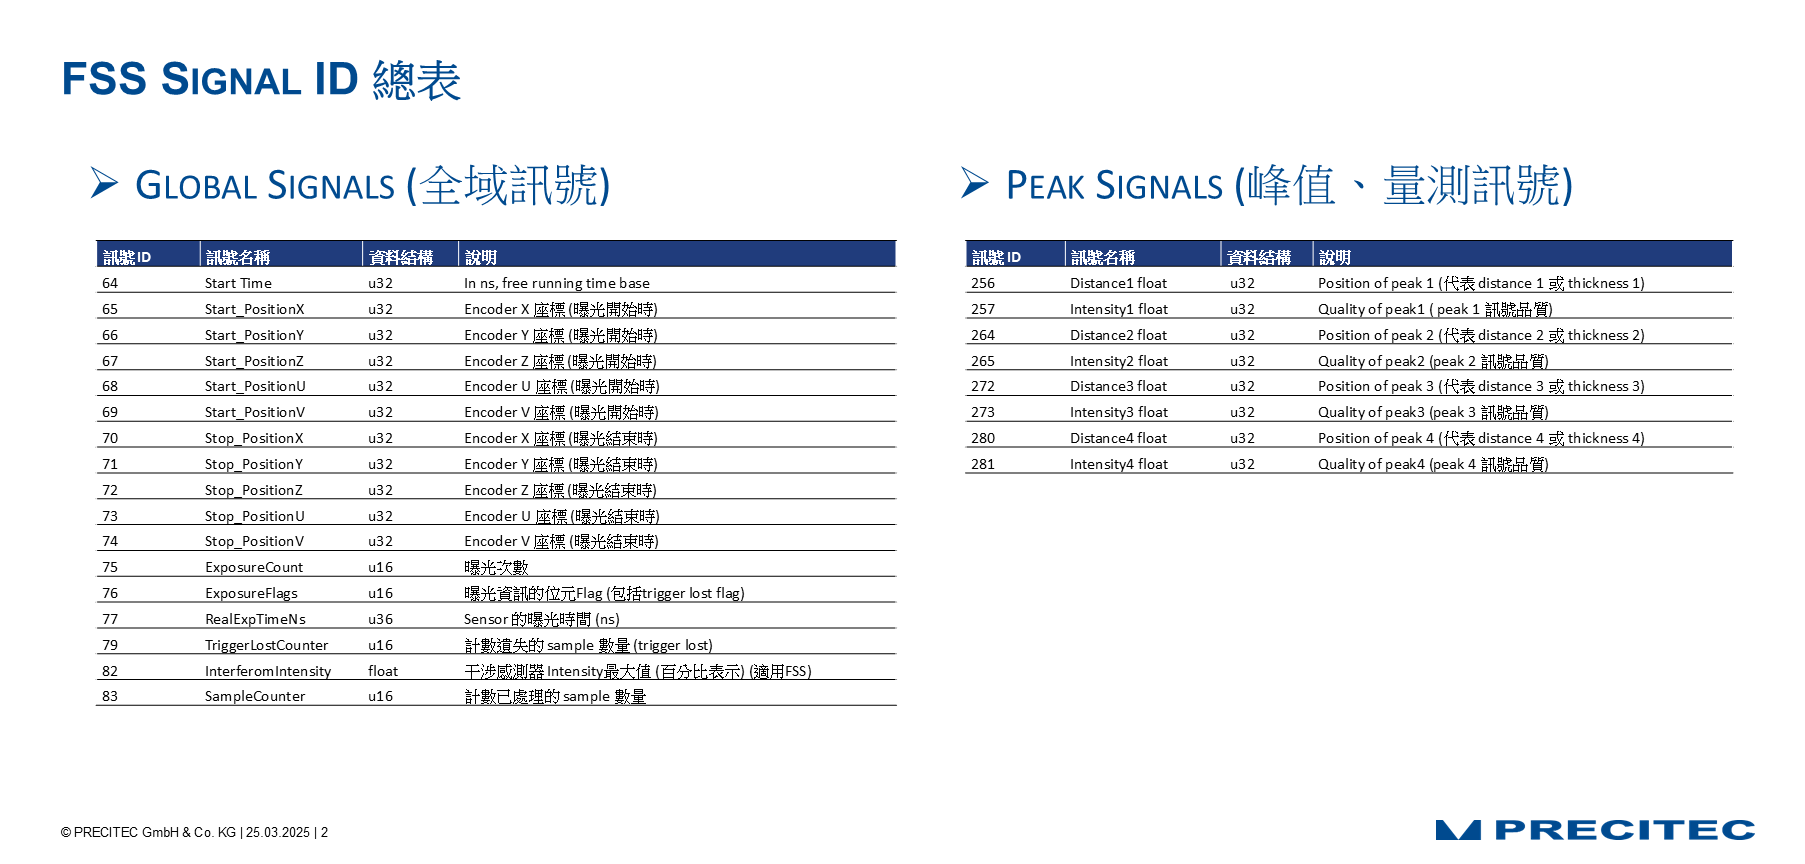 FSS SIGNAL ID 總表
➢ GLOBAL SIGNALS (全域訊號)
訊號 ID 訊號名稱 資料結構 說明
64 Start Time u32 In ns, free running time base
65 Start_PositionX u32 Encoder X 座標 (曝光開始時)
66 Start_PositionY u32 Encoder Y 座標 (曝光開始時)
67 Start_PositionZ u32 Encoder Z 座標 (曝光開始時)
68 Start_PositionU u32 Encoder U 座標 (曝光開始時)
69 Start_PositionV u32 Encoder V 座標 (曝光開始時)
70 Stop_PositionX u32 Encoder X 座標 (曝光結束時)
71 Stop_PositionY u32 Encoder Y 座標 (曝光結束時)
72 Stop_PositionZ u32 Encoder Z 座標 (曝光結束時)
73 Stop_PositionU u32 Encoder U 座標 (曝光結束時)
74 Stop_PositionV u32 Encoder V 座標 (曝光結束時)
75 ExposureCount u16 曝光次數
76 ExposureFlags u16 曝光資訊的位元Flag (包括trigger lost flag)
77 RealExpTimeNs u36 Sensor 的曝光時間 (ns)
79 TriggerLostCounter u16 計數遺失的 sample 數量 (trigger lost)
82 InterferomIntensity float 干涉感測器 Intensity最大值 (百分比表示) (適用FSS)
83 SampleCounter u16 計數已處理的 sample 數量
➢ PEAK SIGNALS (峰值、量測訊號)
訊號 ID 訊號名稱 資料結構 說明
256 Distance1 float u32 Position of peak 1 (代表 distance 1 或 thickness 1)
257 Intensity1 float u32 Quality of peak1 ( peak 1 訊號品質)
264 Distance2 float u32 Position of peak 2 (代表 distance 2 或 thickness 2)
265 Intensity2 float u32 Quality of peak2 (peak 2 訊號品質)
272 Distance3 float u32 Position of peak 3 (代表 distance 3 或 thickness 3)
273 Intensity3 float u32 Quality of peak3 (peak 3 訊號品質)
280 Distance4 float u32 Position of peak 4 (代表 distance 4 或 thickness 4)
281 Intensity4 float u32 Quality of peak4 (peak 4 訊號品質)
© PRECITEC GmbH & Co. KG | 25.03.2025 | 2
PRECITEC